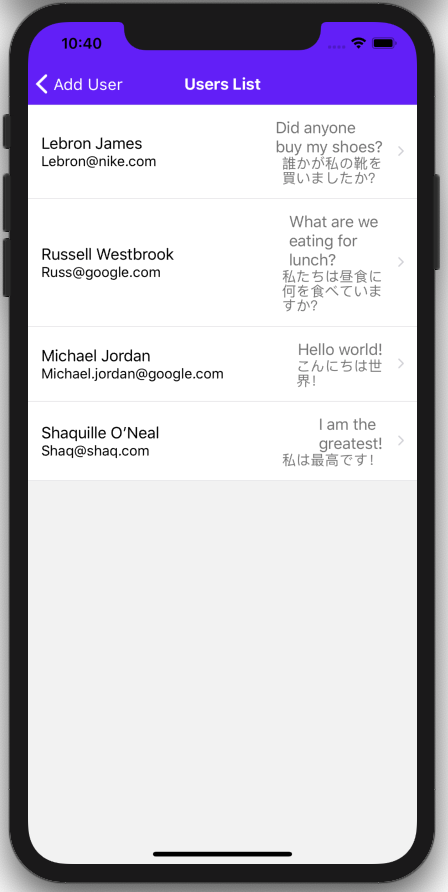 10:40
Add User
Users List
Lebron James
Lebron@nike.com
Did anyone
buy my shoes?
誰かが私の靴を
買いましたか?
Russell Westbrook
Russ@google.com
What are we
eating for
lunch?
私たちは昼食に
何を食べていま
すか?
Michael Jordan
Michael.jordan@google.com
Hello world!
こんにちは世
界!
Shaquille O’Neal
Shaq@shaq.com
I am the
greatest!
私は最高です!